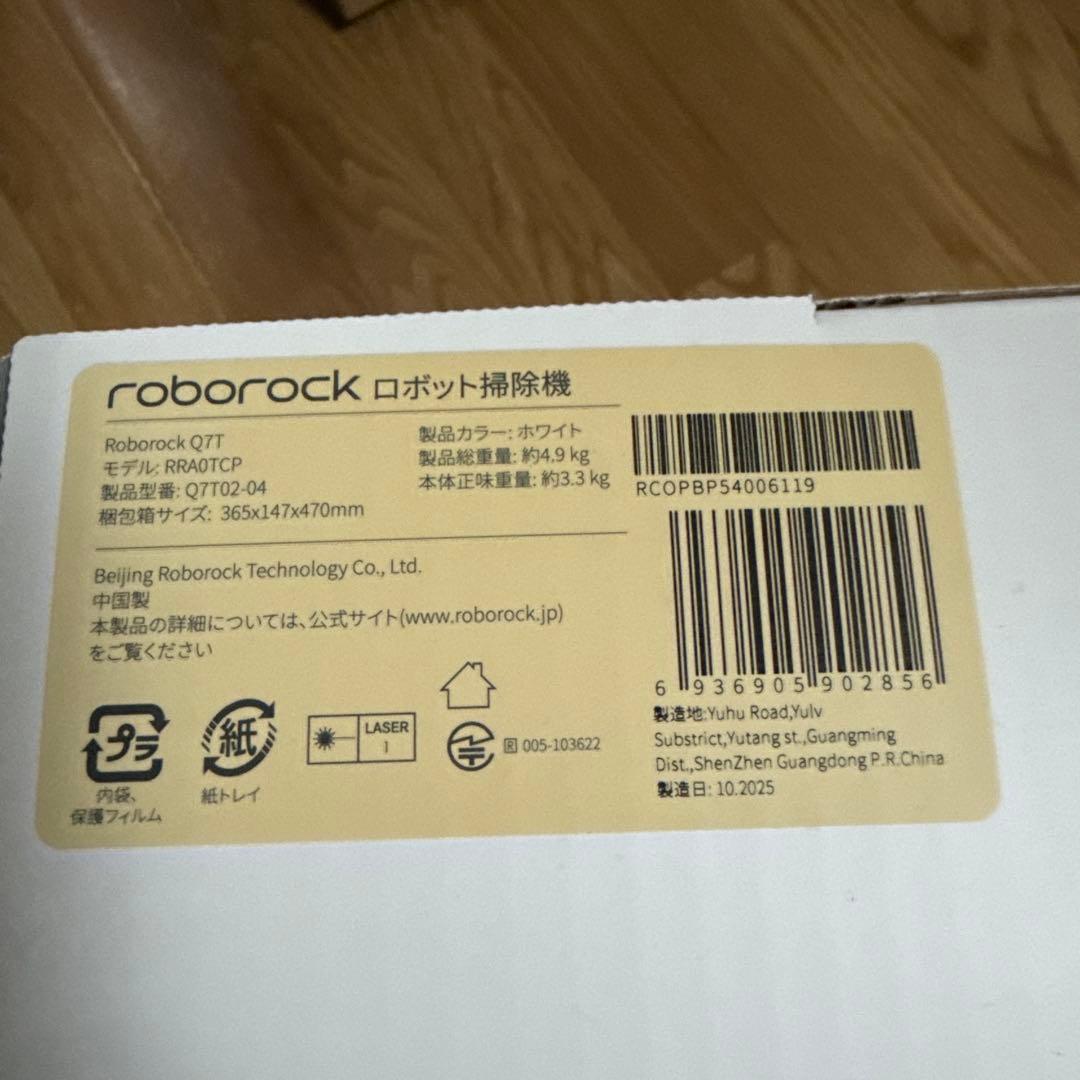 roborock ロボット掃除機
Roborock Q7T
モデル: RRA0TCP
製品型番: Q7T02-04
梱包箱サイズ: 365x147x470mm
製品カラー: ホワイト
製品総重量: 約4.9 kg
本体正味重量: 約3.3 kg
RCOPBP54006119
Beijing Roborock Technology Co., Ltd.
中国製
本製品の詳細については、公式サイト(www.roborock.jp)
をご覧ください
6 936905 902856
プラ
内袋、
保護フィルム
紙
紙トレイ
LASER
1
R 005-103622
製造地:Yuhu Road,Yulv
Substrict,Yutang st.,Guangming
Dist.,ShenZhen Guangdong P.R.China
製造日: 10.2025